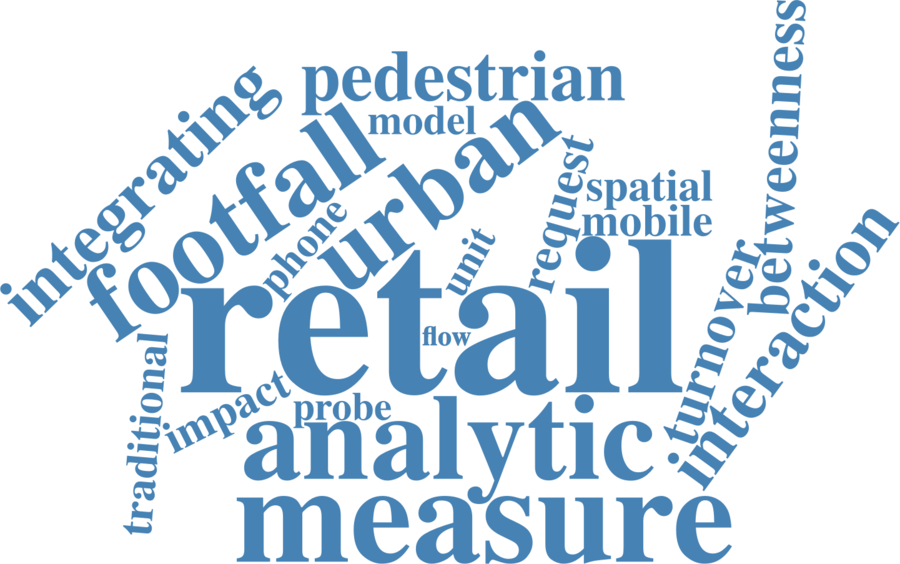 pedestrian
model
integrating
footfall
urban
betweenness
request
spatial
mobile
phone
unit
retail
flow
turnover
interaction
traditional
impact
probe
analytic
measure